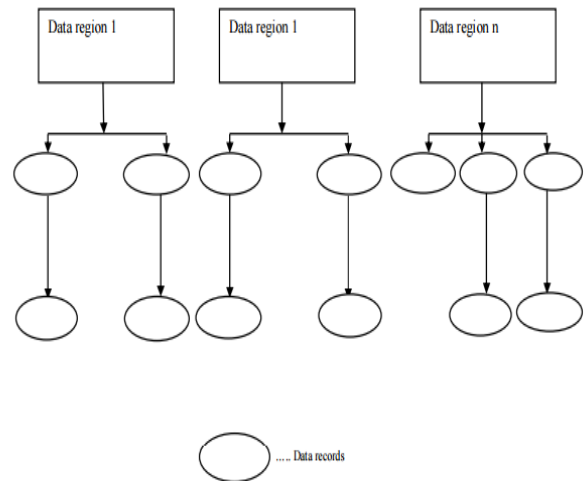 Data region 1
Data region 1
Data region n
..... Data records